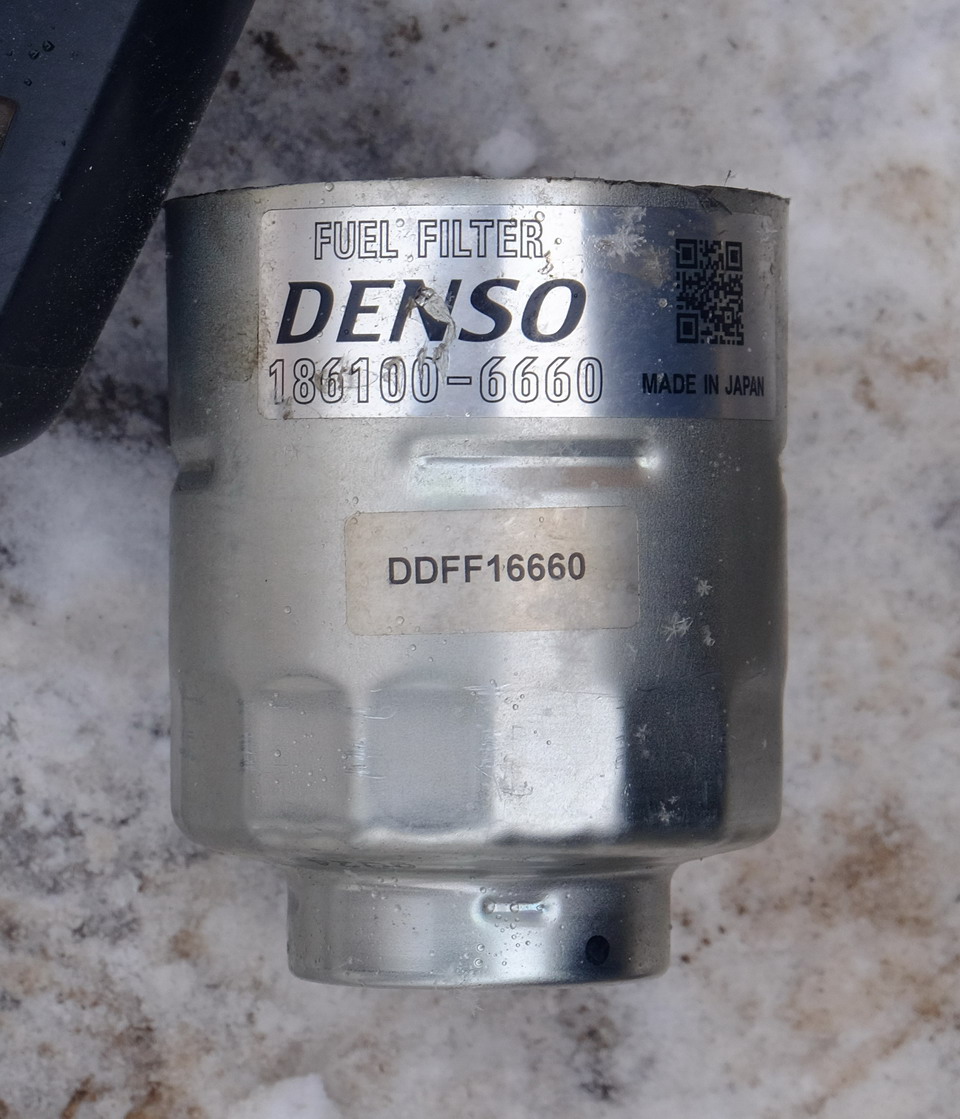 FUEL FILTER
DENSO
186100-6660
MADE IN JAPAN
DDFF16660